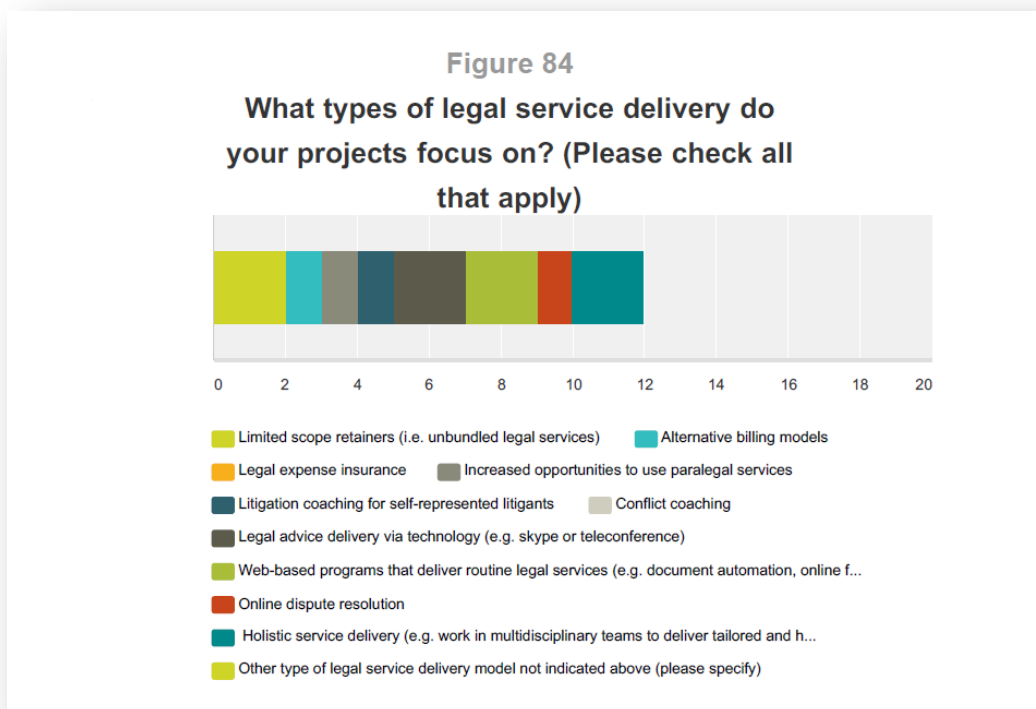 Figure 84
What types of legal service delivery do
your projects focus on? (Please check all
that apply)
0 2 4 6 8 10 12 14 16 18 20
Limited scope retainers (i.e. unbundled legal services) Alternative billing models
Legal expense insurance Increased opportunities to use paralegal services
Litigation coaching for self-represented litigants Conflict coaching
Legal advice delivery via technology (e.g. skype or teleconference)
Web-based programs that deliver routine legal services (e.g. document automation, online f...
Online dispute resolution
Holistic service delivery (e.g. work in multidisciplinary teams to deliver tailored and h...
Other type of legal service delivery model not indicated above (please specify)